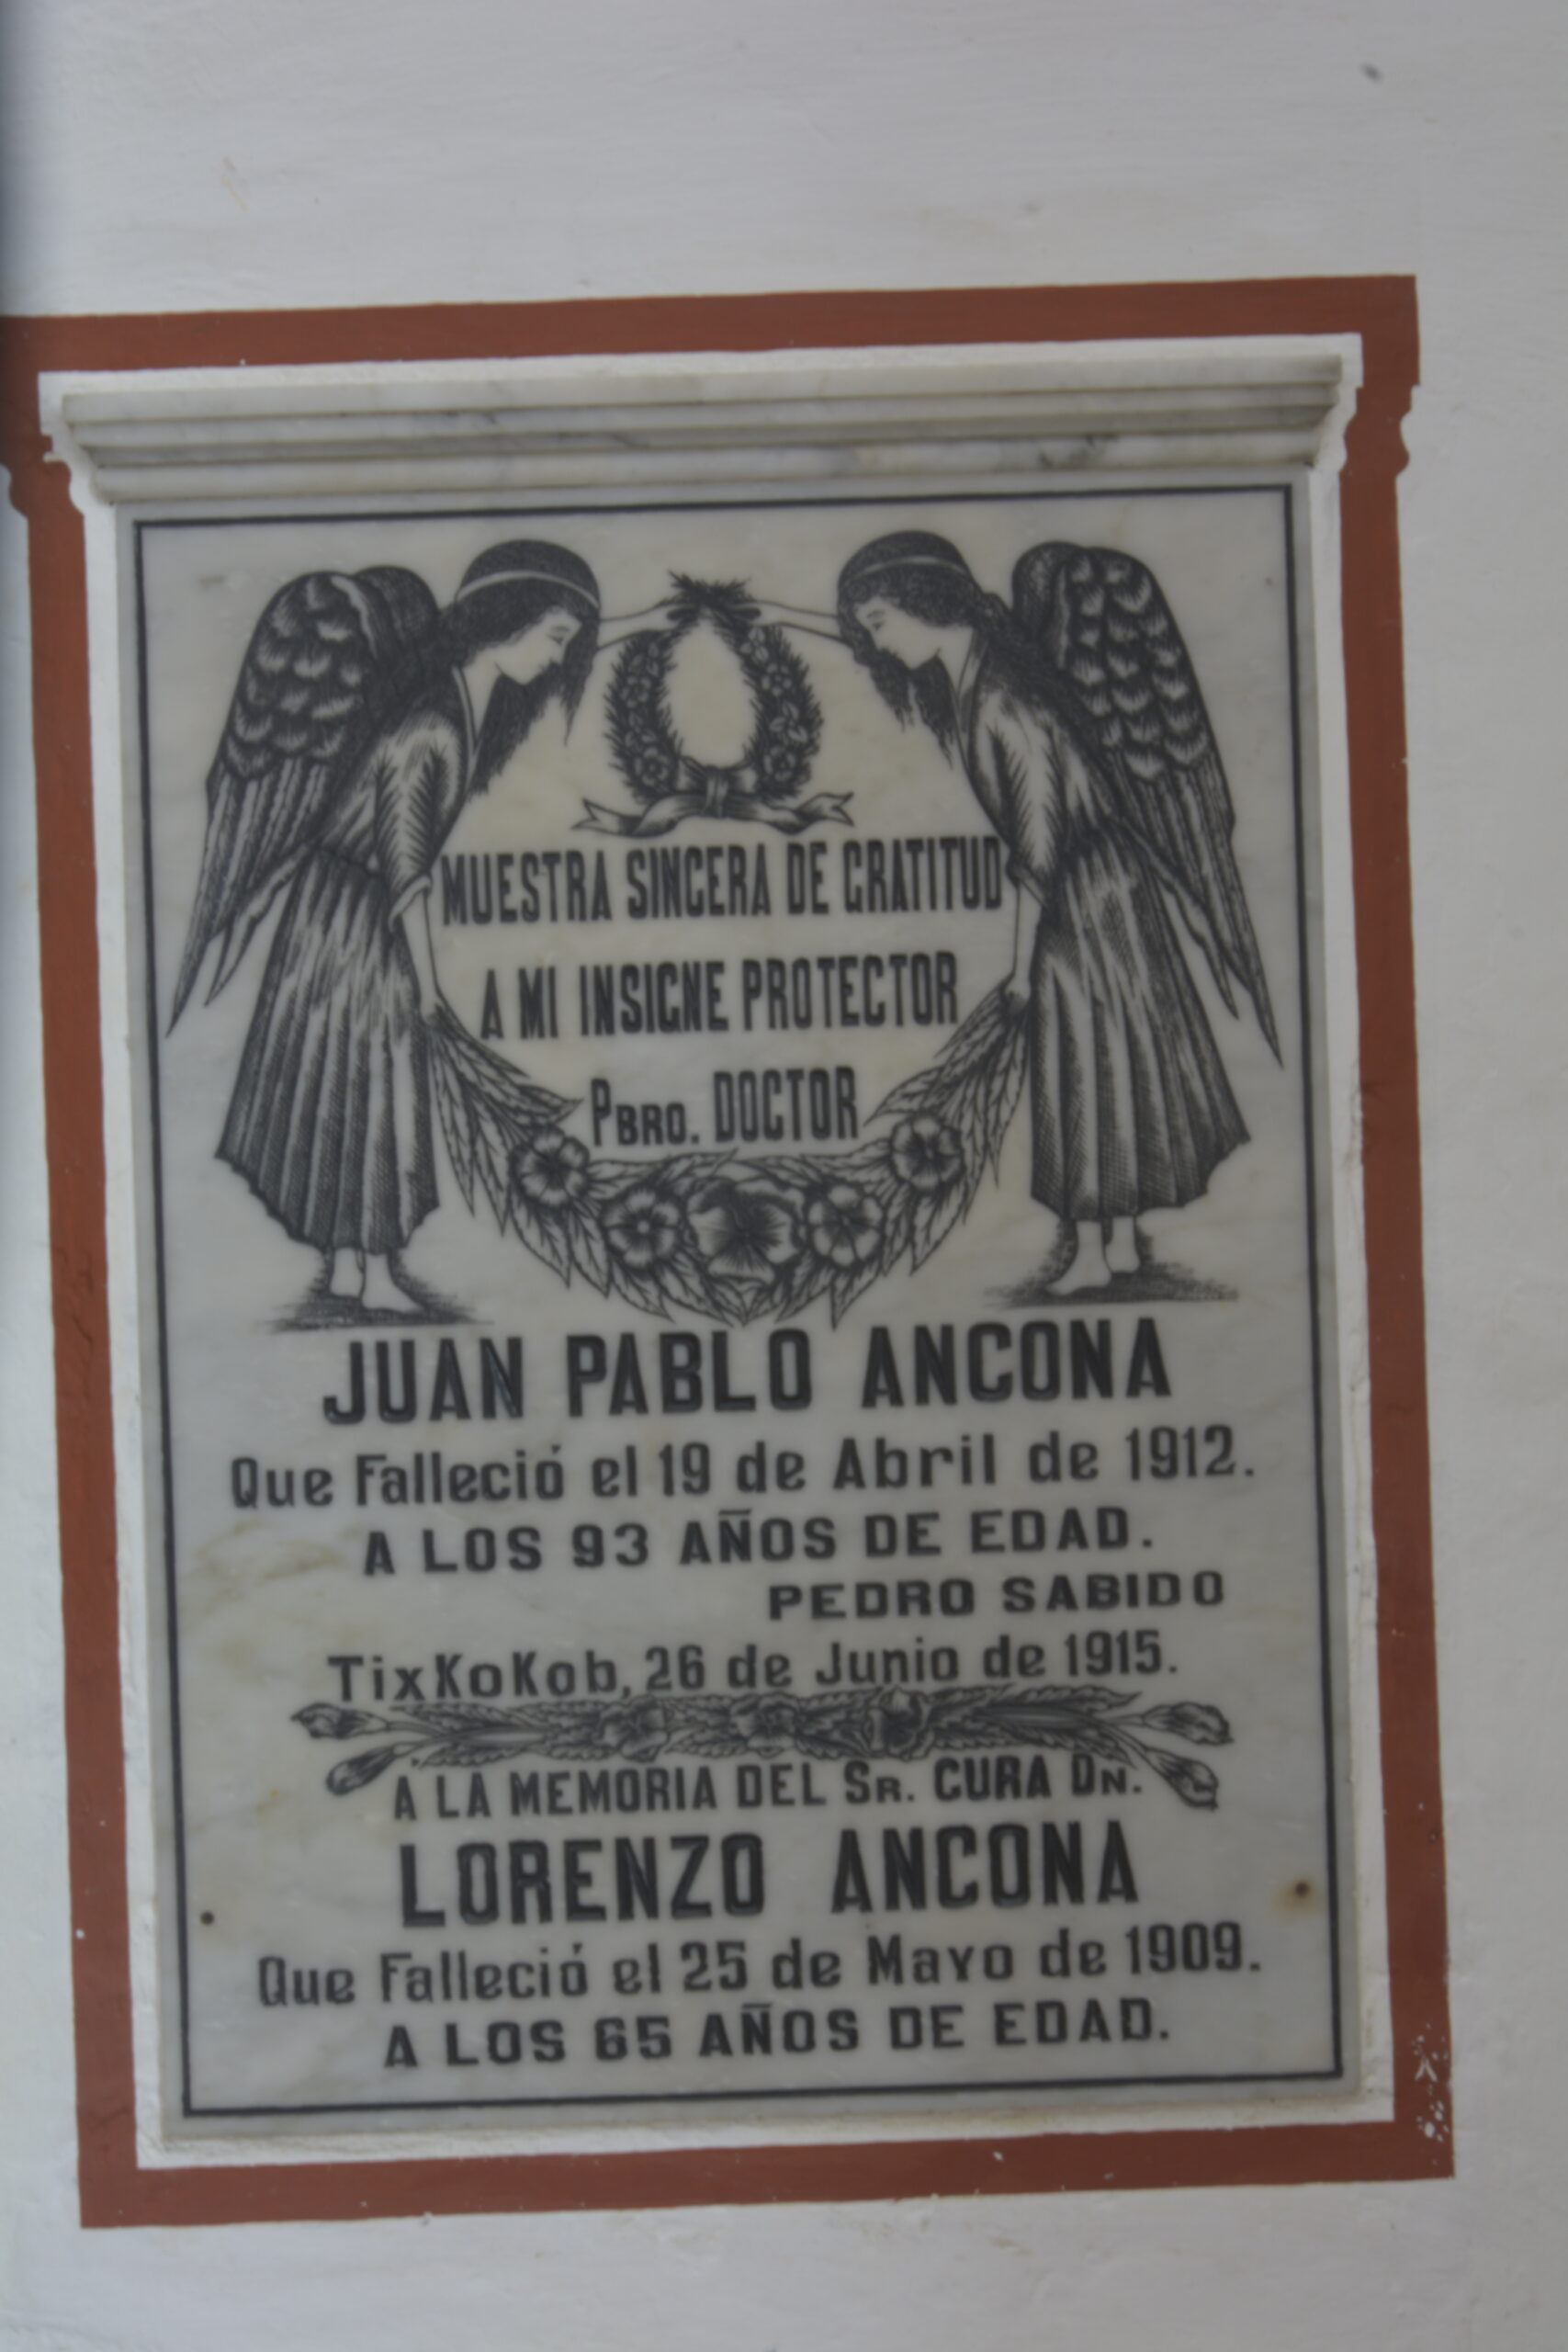 MUESTRA SINCERA DE GRATITUD
A MI INSIGNE PROTECTOR
PBRO. DOCTOR
JUAN PABLO ANCONA
Que Falleció el 19 de Abril de 1912.
A LOS 93 AÑOS DE EDAD.
PEDRO SABIDO
TixKoKob, 26 de Junio de 1915.
A LA MEMORIA DEL SR. CURA DN.
LORENZO ANCONA
Que Falleció el 25 de Mayo de 1909.
A LOS 65 AÑOS DE EDAD.